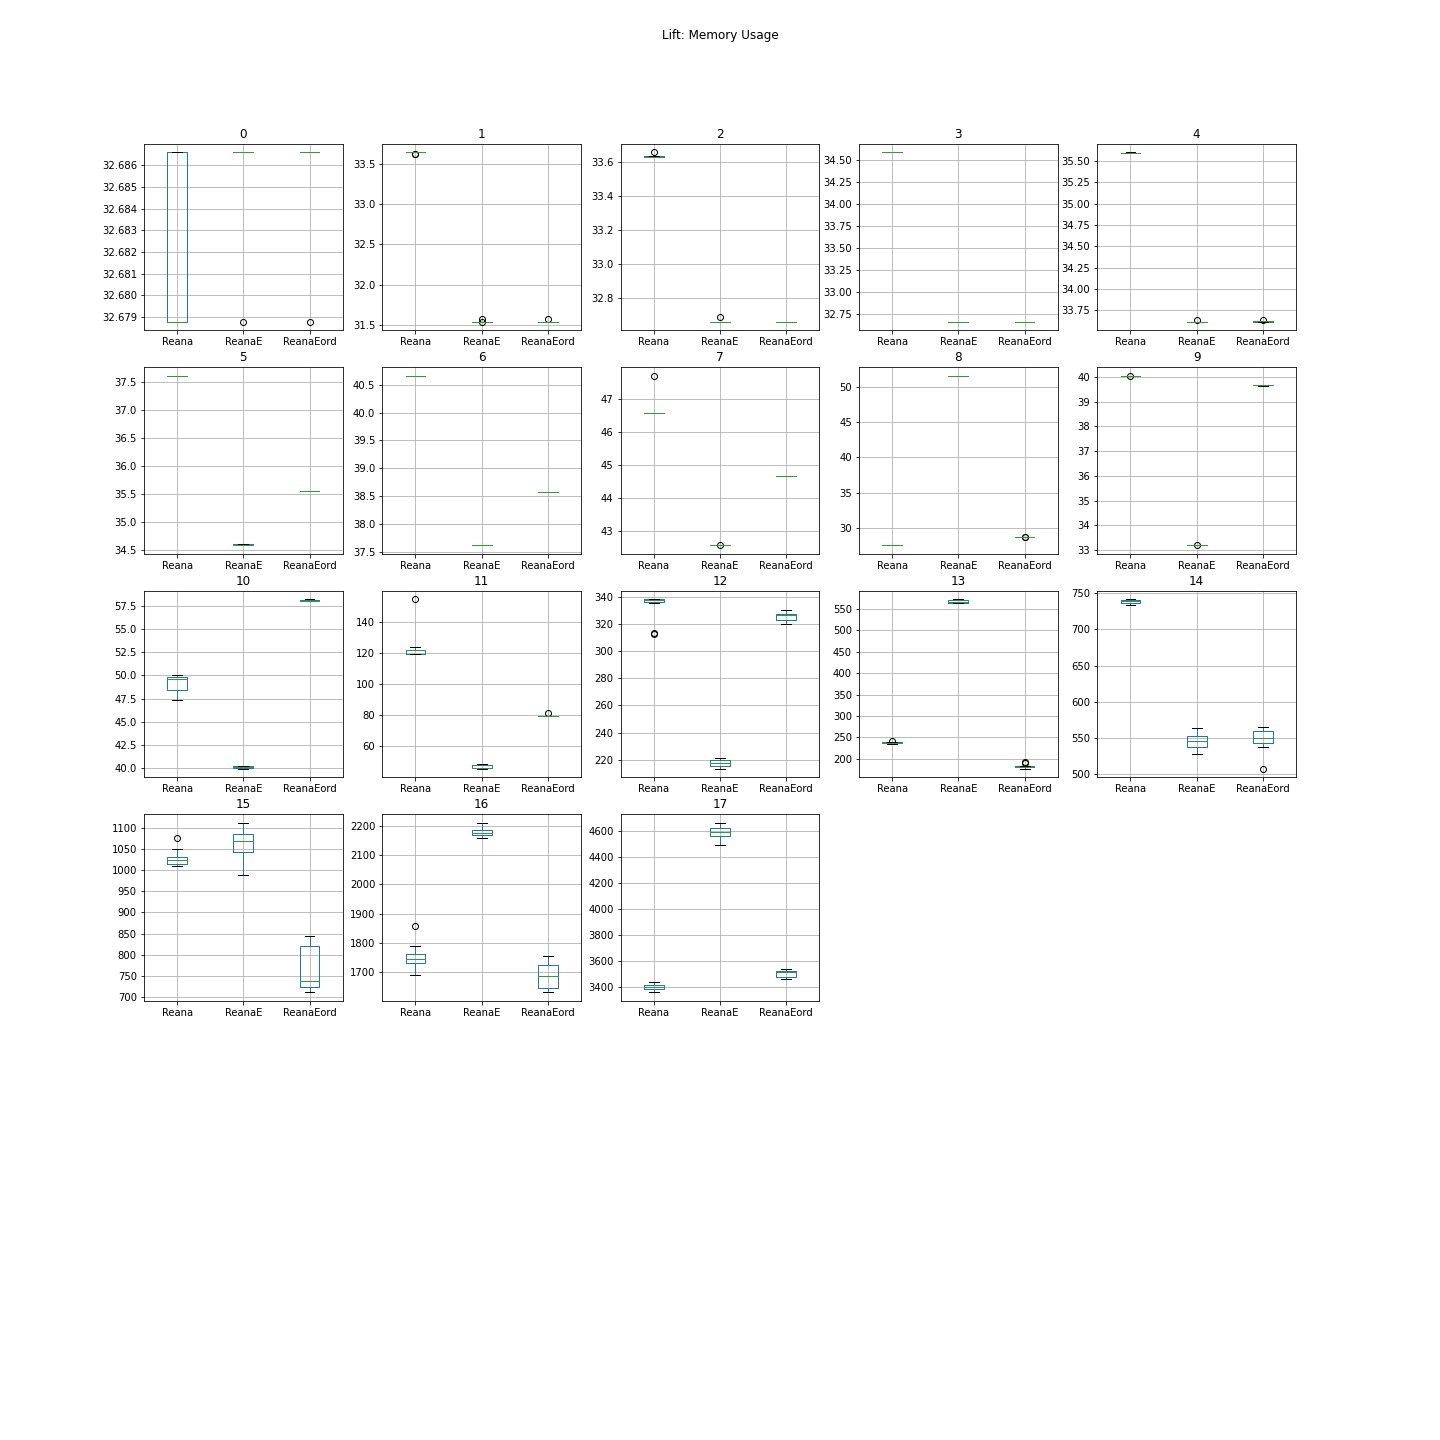 Lift: Memory Usage
0 1 2 3 4
32.686 32.685 32.684 32.683 32.682 32.681 32.680 32.679
33.5 33.0 32.5 32.0 31.5
33.6 33.4 33.2 33.0 32.8
34.50 34.25 34.00 33.75 33.50 33.25 33.00 32.75
35.50 35.25 35.00 34.75 34.50 34.25 34.00 33.75
Reana ReanaE ReanaEord Reana ReanaE ReanaEord Reana ReanaE ReanaEord Reana ReanaE ReanaEord Reana ReanaE ReanaEord
5 6 7 8 9
37.5 37.0 36.5 36.0 35.5 35.0 34.5
40.5 40.0 39.5 39.0 38.5 38.0 37.5
47 46 45 44 43
50 45 40 35 30
40 39 38 37 36 35 34 33
Reana ReanaE ReanaEord Reana ReanaE ReanaEord Reana ReanaE ReanaEord Reana ReanaE ReanaEord Reana ReanaE ReanaEord
10 11 12 13 14
57.5 55.0 52.5 50.0 47.5 45.0 42.5 40.0
140 120 100 80 60
340 320 300 280 260 240 220
550 500 450 400 350 300 250 200
750 700 650 600 550 500
Reana ReanaE ReanaEord Reana ReanaE ReanaEord Reana ReanaE ReanaEord Reana ReanaE ReanaEord Reana ReanaE ReanaEord
15 16 17
1100 1050 1000 950 900 850 800 750 700
2200 2100 2000 1900 1800 1700
4600 4400 4200 4000 3800 3600 3400
Reana ReanaE ReanaEord Reana ReanaE ReanaEord Reana ReanaE ReanaEord